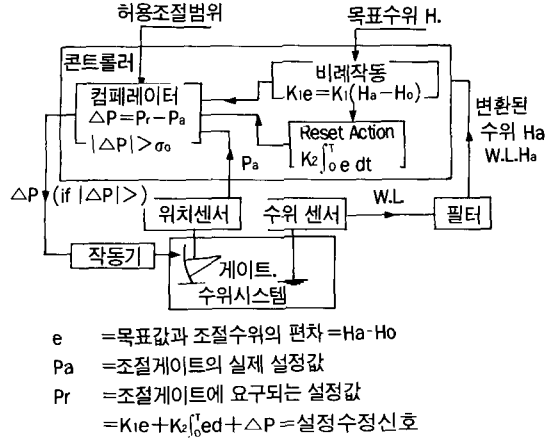 허용조절범위
목표수위 H.
콘트롤러
비례작동
K₁e=K₁(Ha-Ho)
컴페레이터
△P=Pr-Pa
|△P|>σ₀
Reset Action
K₂∫₀ᵀe dt
변환된
수위 Ha
W.L.Ha
Pa
△P (if |△P|>)
위치센서
수위 센서
W.L.
필터
작동기
게이트.
수위시스템
e =목표값과 조절수위의 편차=Ha-Ho
Pa =조절게이트의 실제 설정값
Pr =조절게이트에 요구되는 설정값
=K₁e+K₂∫₀ᵀed+△P=설정수정신호